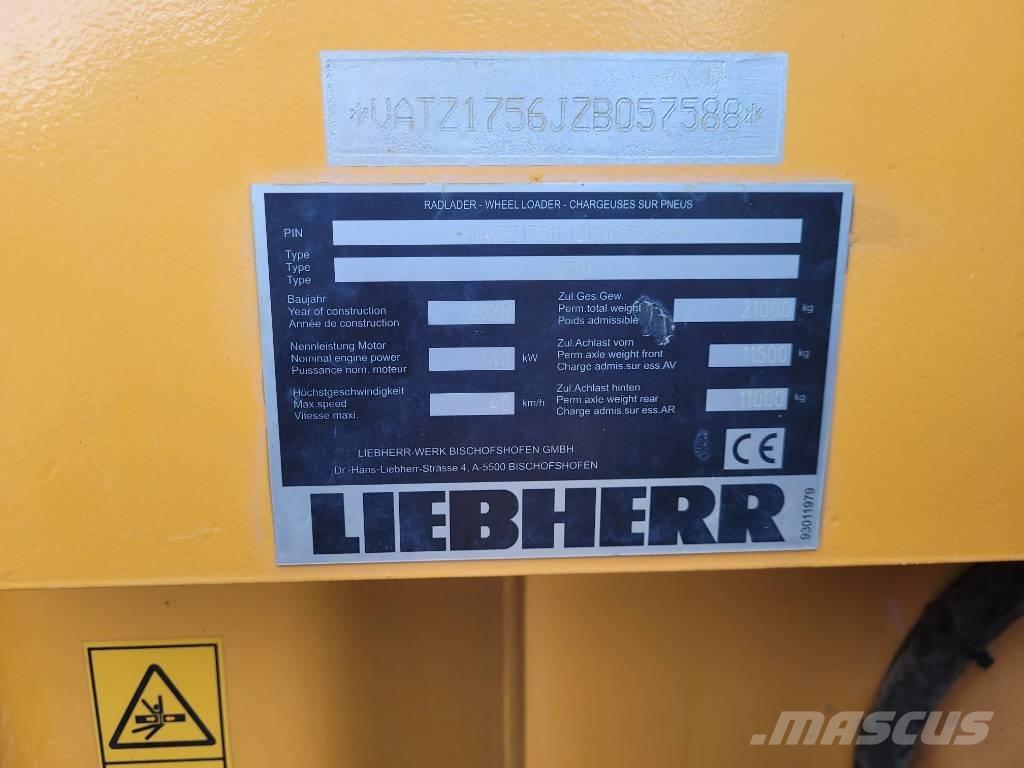 *VATZ1756JZB057588*
RADLADER - WHEEL LOADER - CHARGEUSES SUR PNEUS
PIN *VATZ1756JZB057588*
Type
Type
Type
Baujahr
Year of construction
Année de construction
Zul.Ges.Gew.
Perm.total weight 21000 kg
Poids admissible
Nennleistung Motor
Nominal engine power 140 kW
Puissance nom. moteur
Zul.Achlast vorn
Perm.axle weight front 11500 kg
Charge admis.sur ess.AV
Höchstgeschwindigkeit
Max.speed 40 km/h
Vitesse maxi.
Zul.Achlast hinten
Perm.axle weight rear 11000 kg
Charge admis.sur ess.AR
LIEBHERR-WERK BISCHOFSHOFEN GMBH
Dr.-Hans-Liebherr-Strasse 4, A-5500 BISCHOFSHOFEN
CE
LIEBHERR
93011979
MASCUS